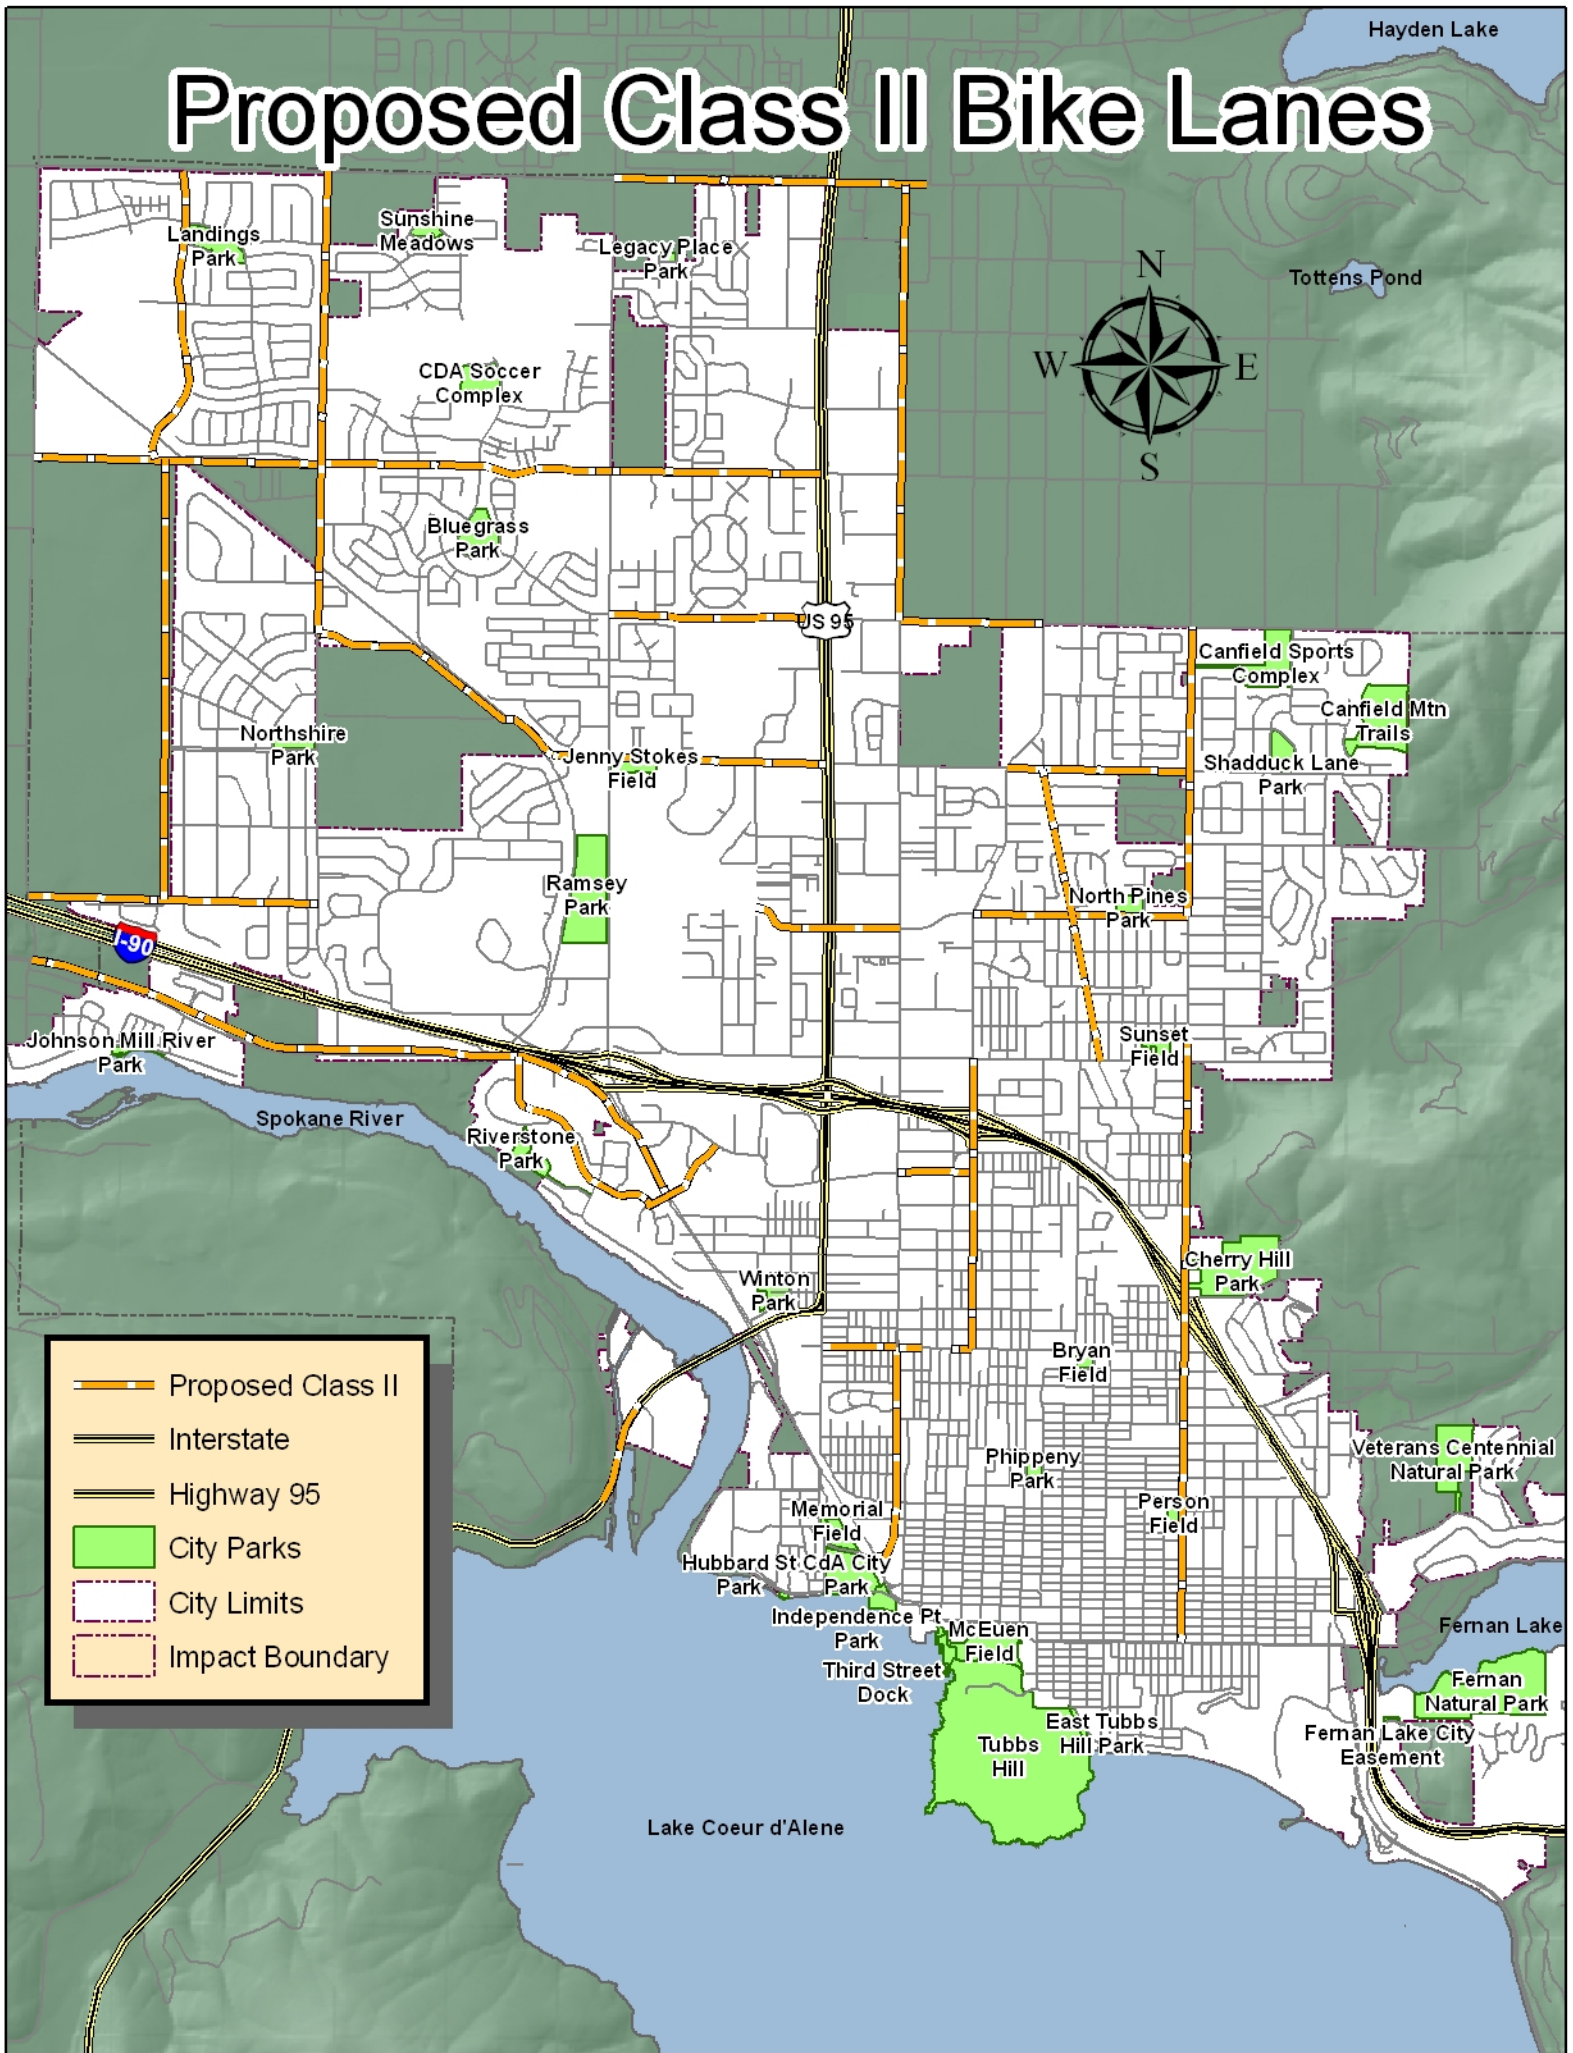 Hayden Lake
Proposed Class II Bike Lanes
Landings
Park
Sunshine
Meadows
Legacy Place
Park
N
W
E
S
Tottens Pond
CDA Soccer
Complex
Bluegrass
Park
US 95
Canfield Sports
Complex
Canfield Mtn
Trails
Northshire
Park
Jenny Stokes
Field
Shadduck Lane
Park
Ramsey
Park
North Pines
Park
I-90
Johnson Mill River
Park
Sunset
Field
Spokane River
Riverstone
Park
Winton
Park
Cherry Hill
Park
Bryan
Field
Proposed Class II
Interstate
Highway 95
City Parks
City Limits
Impact Boundary
Phippeny
Park
Veterans Centennial
Natural Park
Person
Field
Memorial
Field
Hubbard St
Park
CdA City
Park
Independence Pt
Park
McEuen
Field
Third Street
Dock
Fernan Lake
Fernan
Natural Park
East Tubbs
Hill Park
Tubbs
Hill
Fernan Lake City
Easement
Lake Coeur d'Alene